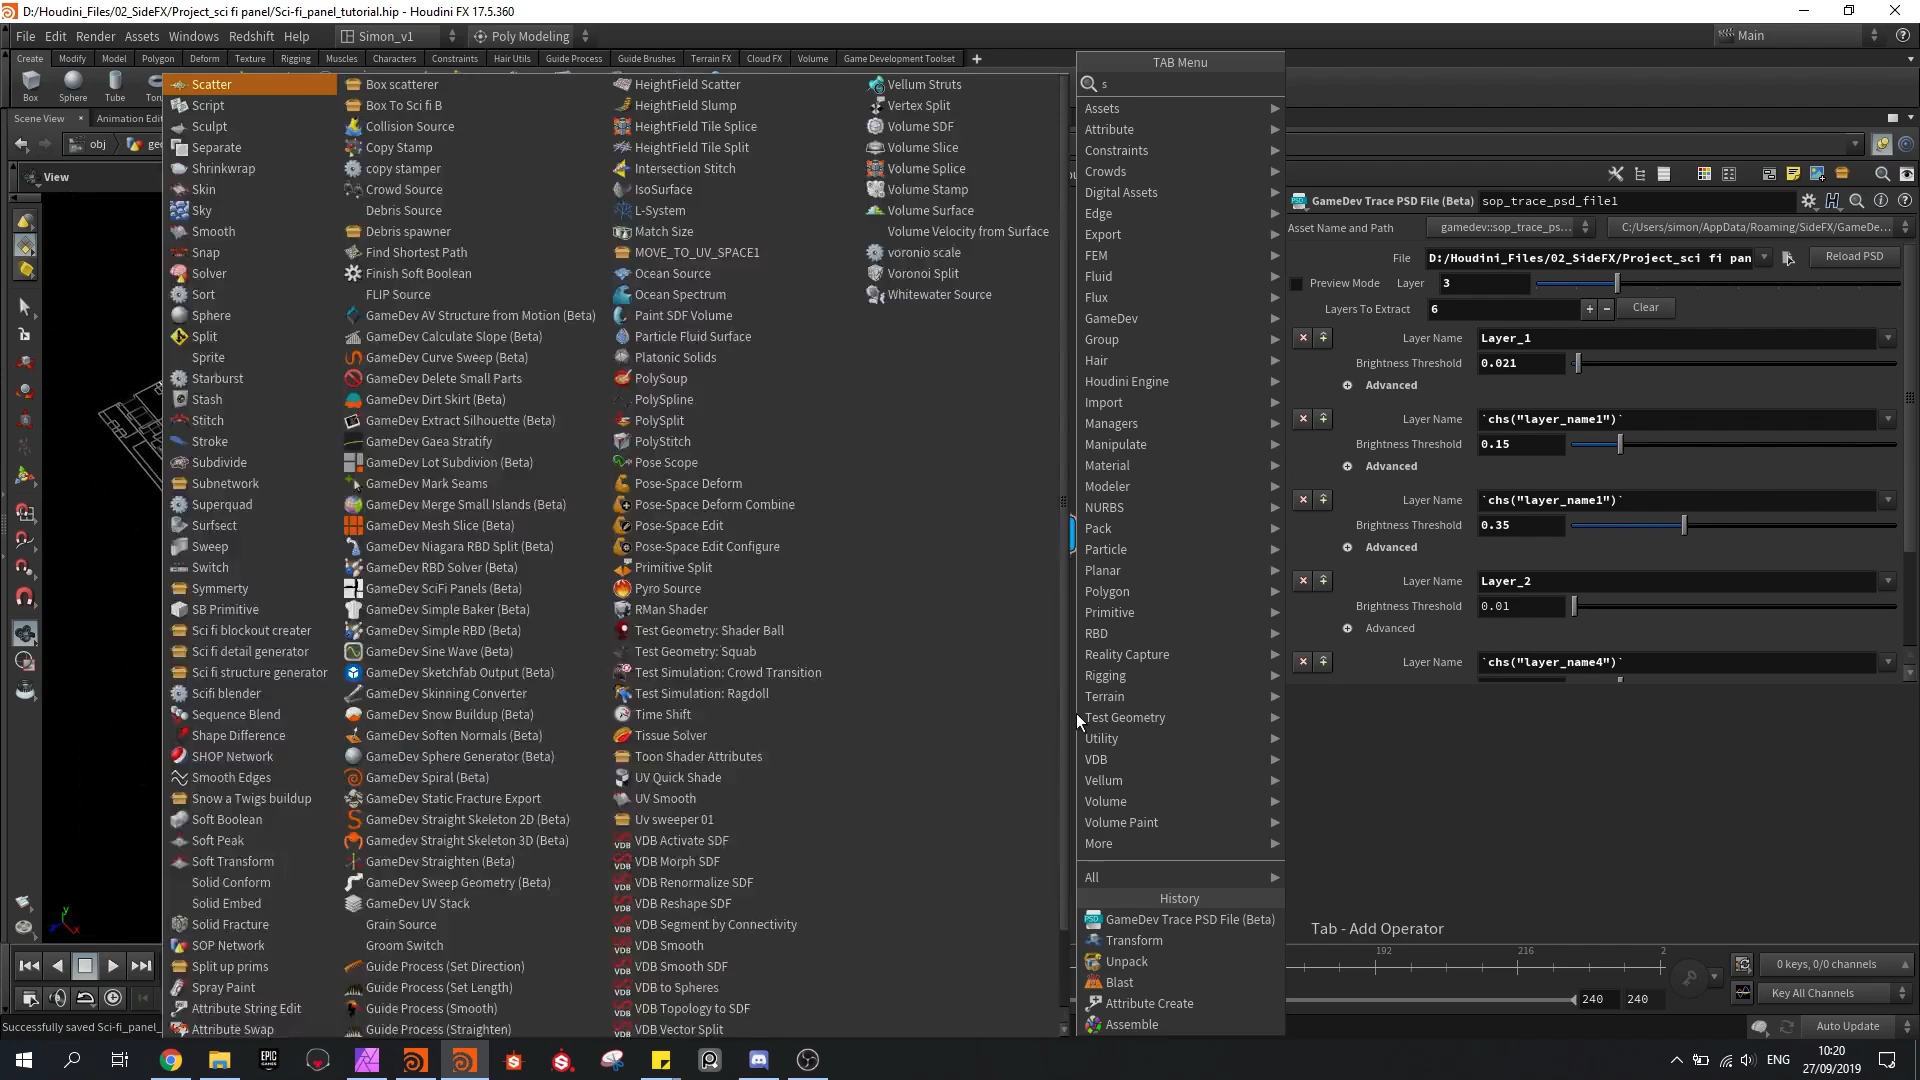 D:/Houdini_Files/02_SideFX/Project_sci fi panel/Sci-fi_panel_tutorial.hip - Houdini FX 17.5.360
File Edit Render Assets Windows Redshift Help Simon_v1 Poly Modeling Main
Create Modify Model Polygon Deform Texture Rigging Muscles Characters Constraints Hair Utils Guide Process Guide Brushes Terrain FX Cloud FX Volume Game Development Toolset
Box Sphere Tube
Scene View Animation Edit
obj
View
Scatter
Script
Sculpt
Separate
Shrinkwrap
Skin
Sky
Smooth
Snap
Solver
Sort
Sphere
Split
Sprite
Starburst
Stash
Stitch
Stroke
Subdivide
Subnetwork
Superquad
Surfsect
Sweep
Switch
Symmerty
SB Primitive
Sci fi blockout creater
Sci fi detail generator
Sci fi structure generator
Scifi blender
Sequence Blend
Shape Difference
SHOP Network
Smooth Edges
Snow a Twigs buildup
Soft Boolean
Soft Peak
Soft Transform
Solid Conform
Solid Embed
Solid Fracture
SOP Network
Split up prims
Spray Paint
Attribute String Edit
Attribute Swap
Box scatterer
Box To Sci fi B
Collision Source
Copy Stamp
copy stamper
Crowd Source
Debris Source
Debris spawner
Find Shortest Path
Finish Soft Boolean
FLIP Source
GameDev AV Structure from Motion (Beta)
GameDev Calculate Slope (Beta)
GameDev Curve Sweep (Beta)
GameDev Delete Small Parts
GameDev Dirt Skirt (Beta)
GameDev Extract Silhouette (Beta)
GameDev Gaea Stratify
GameDev Lot Subdivion (Beta)
GameDev Mark Seams
GameDev Merge Small Islands (Beta)
GameDev Mesh Slice (Beta)
GameDev Niagara RBD Split (Beta)
GameDev RBD Solver (Beta)
GameDev SciFi Panels (Beta)
GameDev Simple Baker (Beta)
GameDev Simple RBD (Beta)
GameDev Sine Wave (Beta)
GameDev Sketchfab Output (Beta)
GameDev Skinning Converter
GameDev Snow Buildup (Beta)
GameDev Soften Normals (Beta)
GameDev Sphere Generator (Beta)
GameDev Spiral (Beta)
GameDev Static Fracture Export
GameDev Straight Skeleton 2D (Beta)
Gamedev Straight Skeleton 3D (Beta)
GameDev Straighten (Beta)
GameDev Sweep Geometry (Beta)
GameDev UV Stack
Grain Source
Groom Switch
Guide Process (Set Direction)
Guide Process (Set Length)
Guide Process (Smooth)
Guide Process (Straighten)
HeightField Scatter
HeightField Slump
HeightField Tile Splice
HeightField Tile Split
Intersection Stitch
IsoSurface
L-System
Match Size
MOVE_TO_UV_SPACE1
Ocean Source
Ocean Spectrum
Paint SDF Volume
Particle Fluid Surface
Platonic Solids
PolySoup
PolySpline
PolySplit
PolyStitch
Pose Scope
Pose-Space Deform
Pose-Space Deform Combine
Pose-Space Edit
Pose-Space Edit Configure
Primitive Split
Pyro Source
RMan Shader
Test Geometry: Shader Ball
Test Geometry: Squab
Test Simulation: Crowd Transition
Test Simulation: Ragdoll
Time Shift
Tissue Solver
Toon Shader Attributes
UV Quick Shade
UV Smooth
Uv sweeper 01
VDB Activate SDF
VDB Morph SDF
VDB Renormalize SDF
VDB Reshape SDF
VDB Segment by Connectivity
VDB Smooth
VDB Smooth SDF
VDB to Spheres
VDB Topology to SDF
VDB Vector Split
Vellum Struts
Vertex Split
Volume SDF
Volume Slice
Volume Splice
Volume Stamp
Volume Surface
Volume Velocity from Surface
voronio scale
Voronoi Split
Whitewater Source
TAB Menu
s
Assets
Attribute
Constraints
Crowds
Digital Assets
Edge
Export
FEM
Fluid
Flux
GameDev
Group
Hair
Houdini Engine
Import
Managers
Manipulate
Material
Modeler
NURBS
Pack
Particle
Planar
Polygon
Primitive
RBD
Reality Capture
Rigging
Terrain
Test Geometry
Utility
VDB
Vellum
Volume
Volume Paint
More
All
History
GameDev Trace PSD File (Beta)
Transform
Unpack
Blast
Attribute Create
Assemble
GameDev Trace PSD File (Beta) sop_trace_psd_file1
Asset Name and Path gamedev::sop_trace_ps... C:/Users/simon/AppData/Roaming/SideFX/GameDe...
File D:/Houdini_Files/02_SideFX/Project_sci fi pan Reload PSD
Preview Mode Layer 3
Layers To Extract 6 + - Clear
Layer Name Layer_1
Brightness Threshold 0.021
Advanced
Layer Name `chs("layer_name1")`
Brightness Threshold 0.15
Advanced
Layer Name `chs("layer_name1")`
Brightness Threshold 0.35
Advanced
Layer Name Layer_2
Brightness Threshold 0.01
Advanced
Layer Name `chs("layer_name4")`
Tab - Add Operator
192 216 2
0 keys, 0/0 channels
240 240 Key All Channels
Successfully saved Sci-fi_panel_
Auto Update
ENG
10:20
27/09/2019